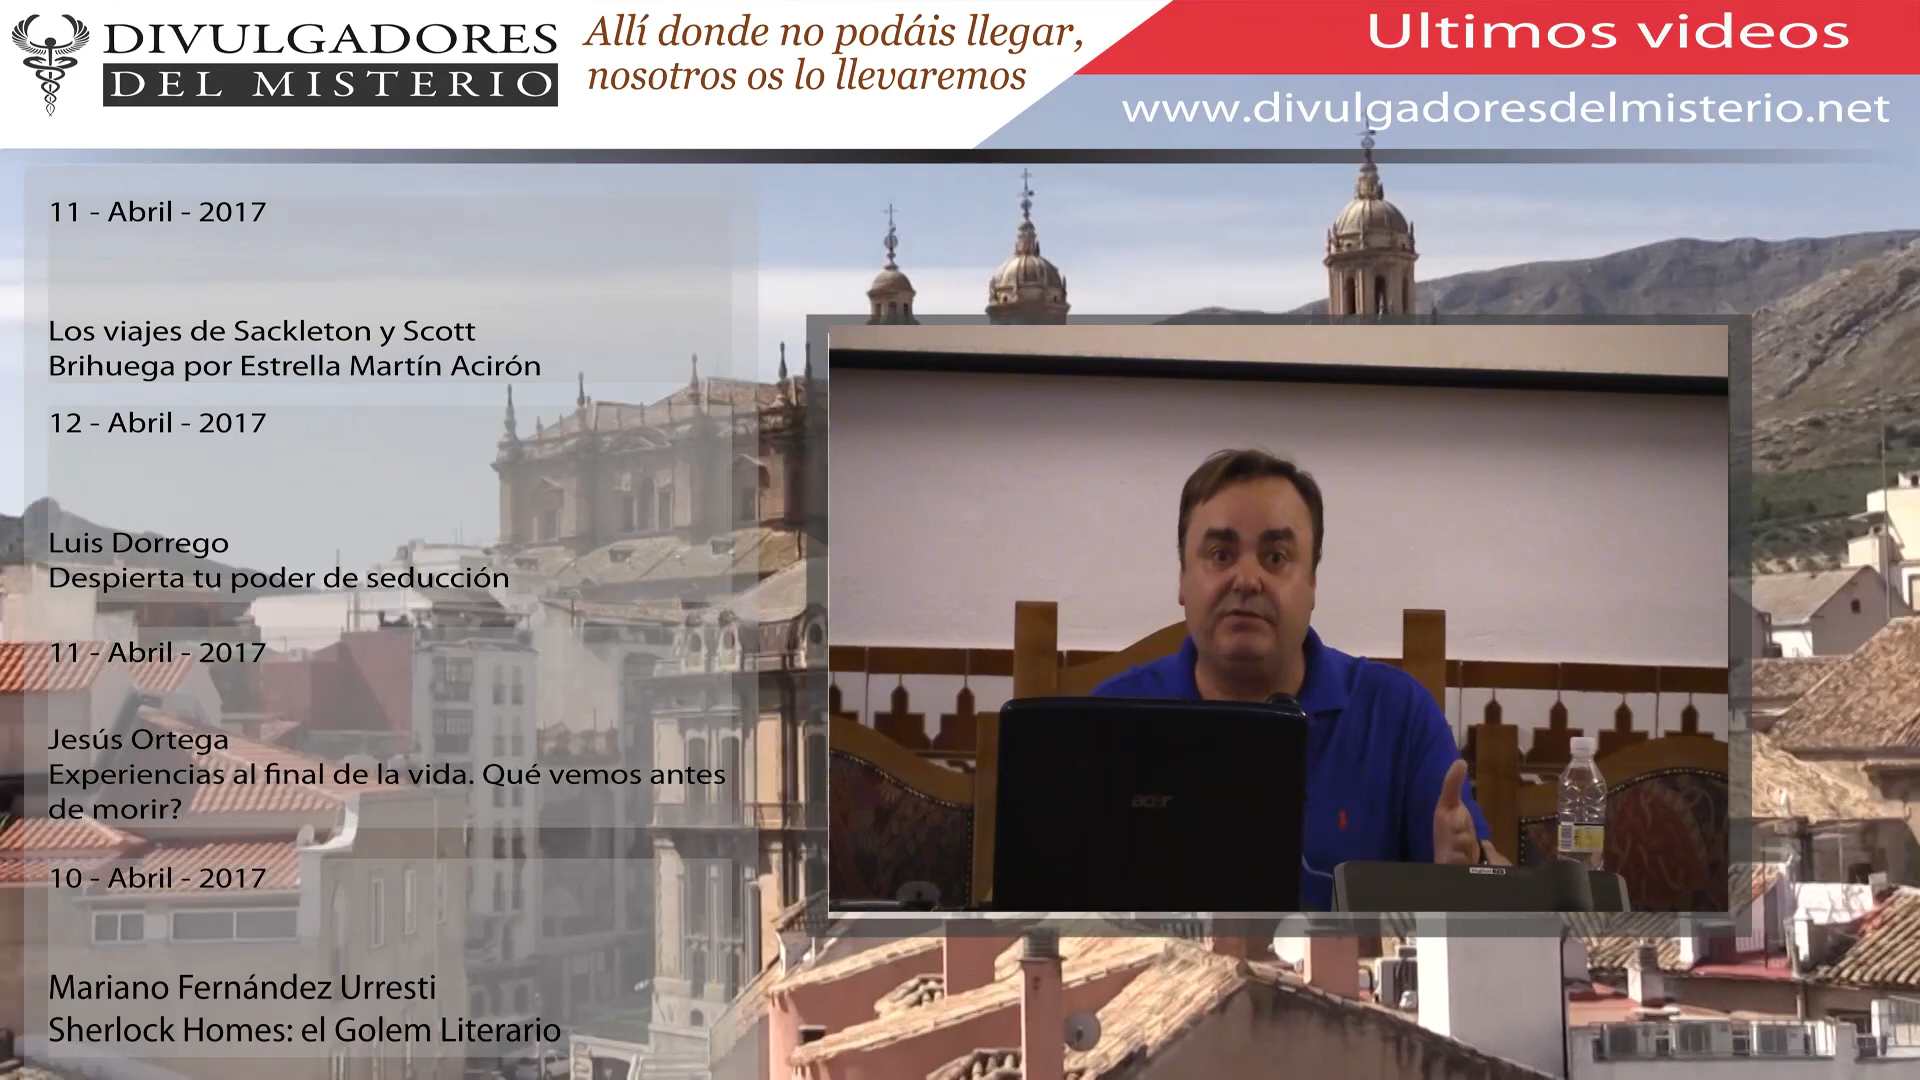 DIVULGADORES
DEL MISTERIO
Allí donde no podáis llegar,
nosotros os lo llevaremos
Ultimos videos
www.divulgadoresdelmisterio.net
11 - Abril - 2017
Los viajes de Sackleton y Scott
Brihuega por Estrella Martín Acirón
12 - Abril - 2017
Luis Dorrego
Despierta tu poder de seducción
11 - Abril - 2017
Jesús Ortega
Experiencias al final de la vida. Qué vemos antes
de morir?
10 - Abril - 2017
Mariano Fernández Urresti
Sherlock Homes: el Golem Literario
acer